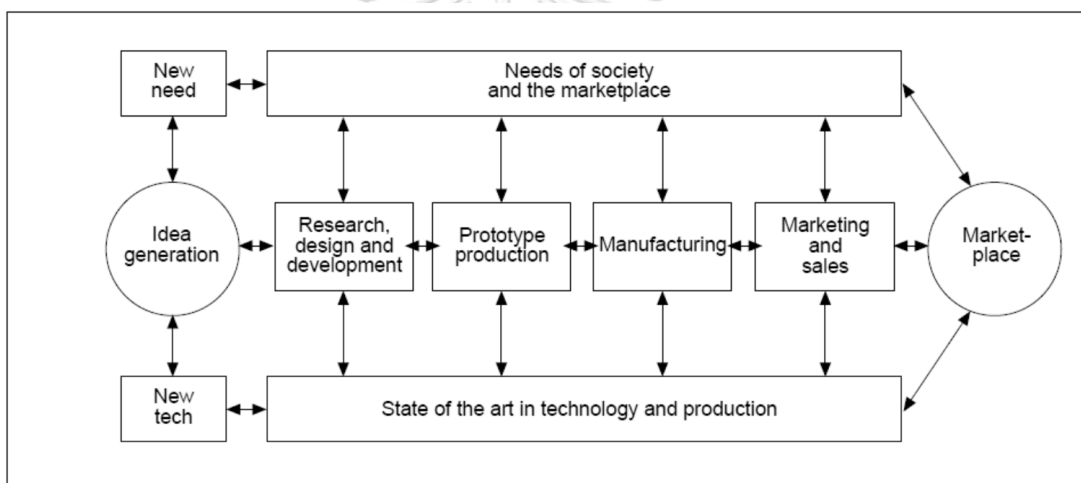 New
need
Needs of society
and the marketplace
Idea
generation
Research,
design and
development
Prototype
production
Manufacturing
Marketing
and
sales
Market-
place
New
tech
State of the art in technology and production